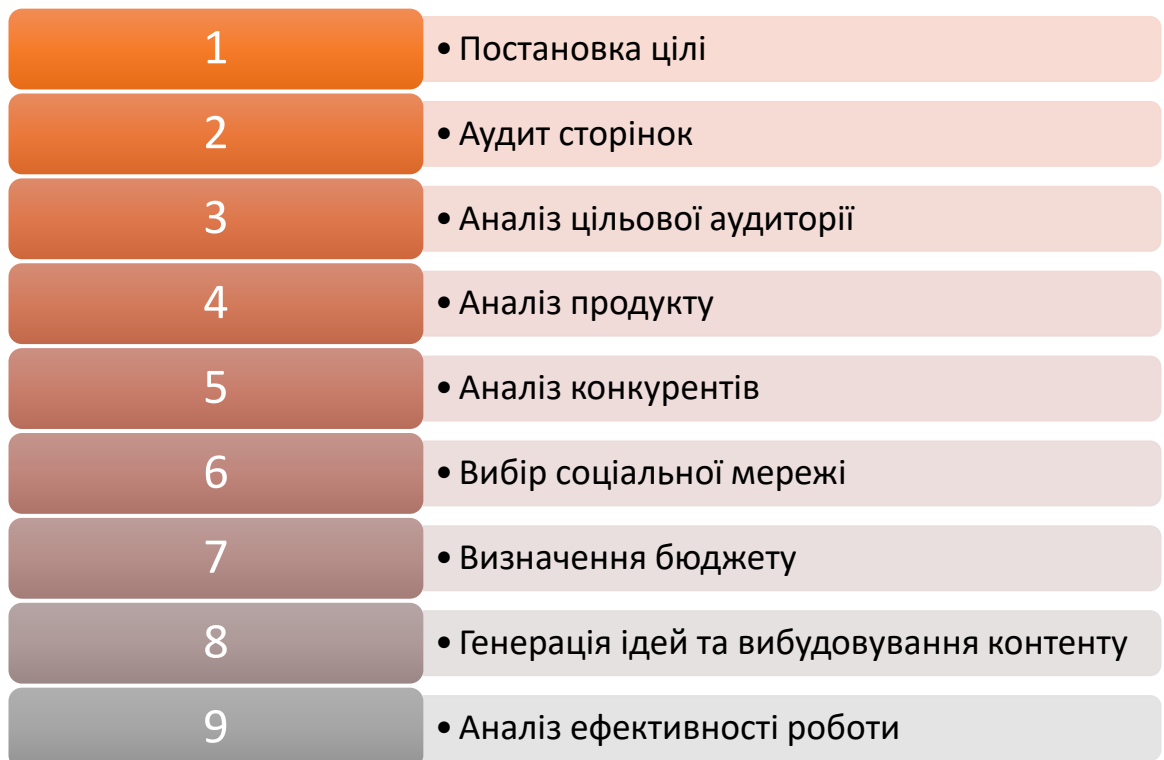 1 • Постановка цілі
2 • Аудит сторінок
3 • Аналіз цільової аудиторії
4 • Аналіз продукту
5 • Аналіз конкурентів
6 • Вибір соціальної мережі
7 • Визначення бюджету
8 • Генерація ідей та вибудовування контенту
9 • Аналіз ефективності роботи